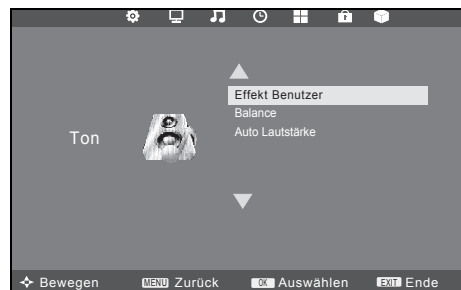 Effekt Benutzer
Balance
Auto Lautstärke
Ton
Bewegen MENU Zurück OK Auswählen EXIT Ende